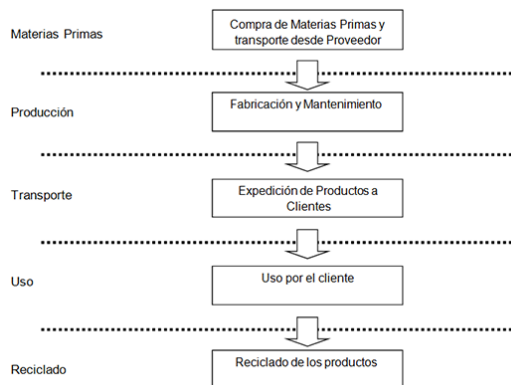 Materias Primas
Compra de Materias Primas y
transporte desde Proveedor
Producción
Fabricación y Mantenimiento
Transporte
Expedición de Productos a
Clientes
Uso
Uso por el cliente
Reciclado
Reciclado de los productos